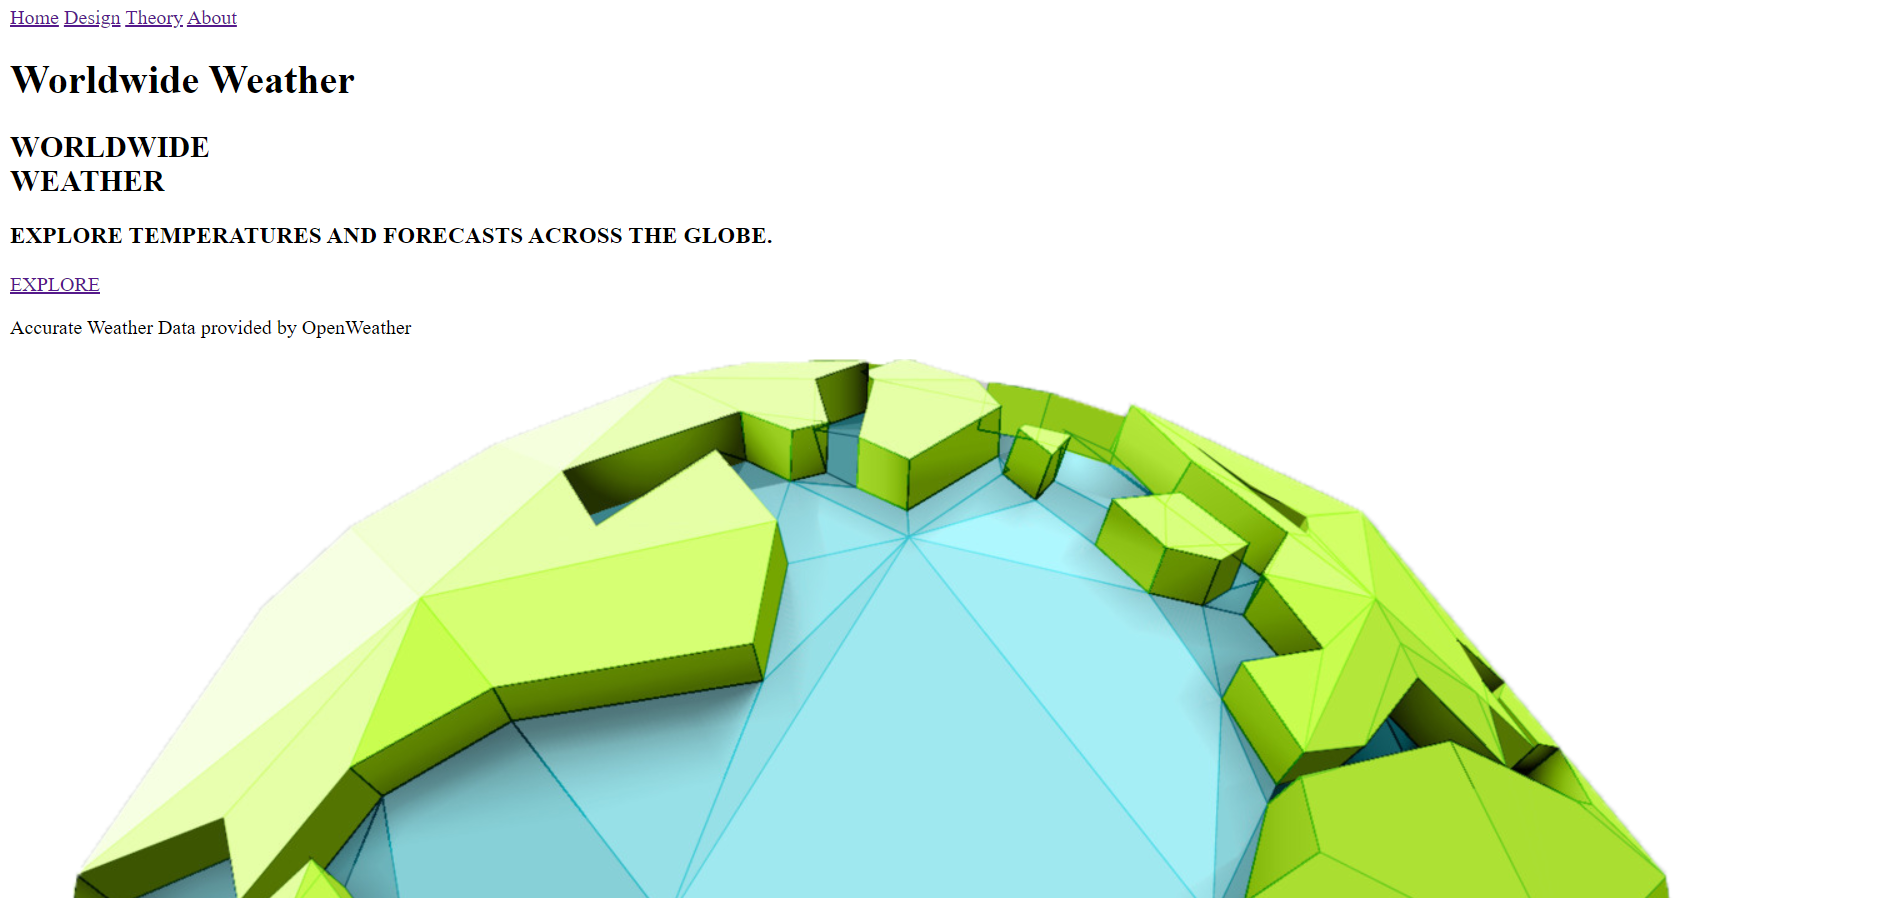 Home Design Theory About
Worldwide Weather
WORLDWIDE
WEATHER
EXPLORE TEMPERATURES AND FORECASTS ACROSS THE GLOBE.
EXPLORE
Accurate Weather Data provided by OpenWeather